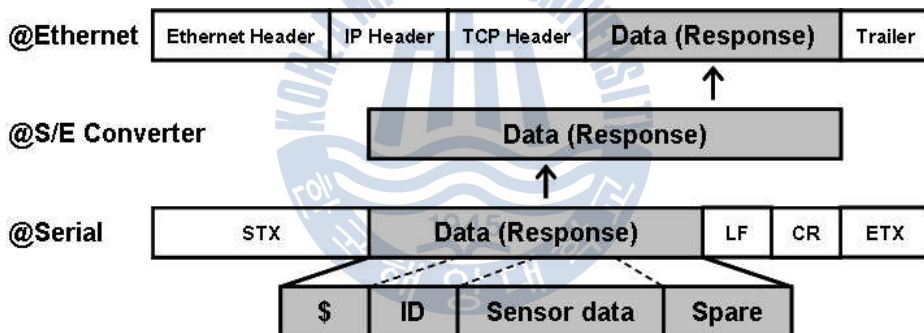 @Ethernet Ethernet Header IP Header TCP Header Data (Response) Trailer
@S/E Converter Data (Response)
@Serial STX Data (Response) LF CR ETX
$ ID Sensor data Spare
1945